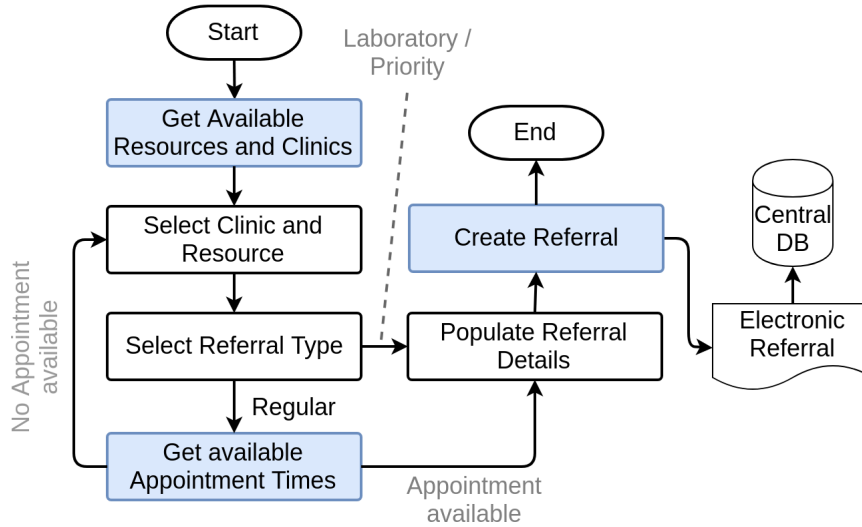 Start
Laboratory /
Priority
Get Available
Resources and Clinics
End
Select Clinic and
Resource
Create Referral
Central
DB
No Appointment
available
Select Referral Type
Populate Referral
Details
Electronic
Referral
Regular
Get available
Appointment Times
Appointment
available